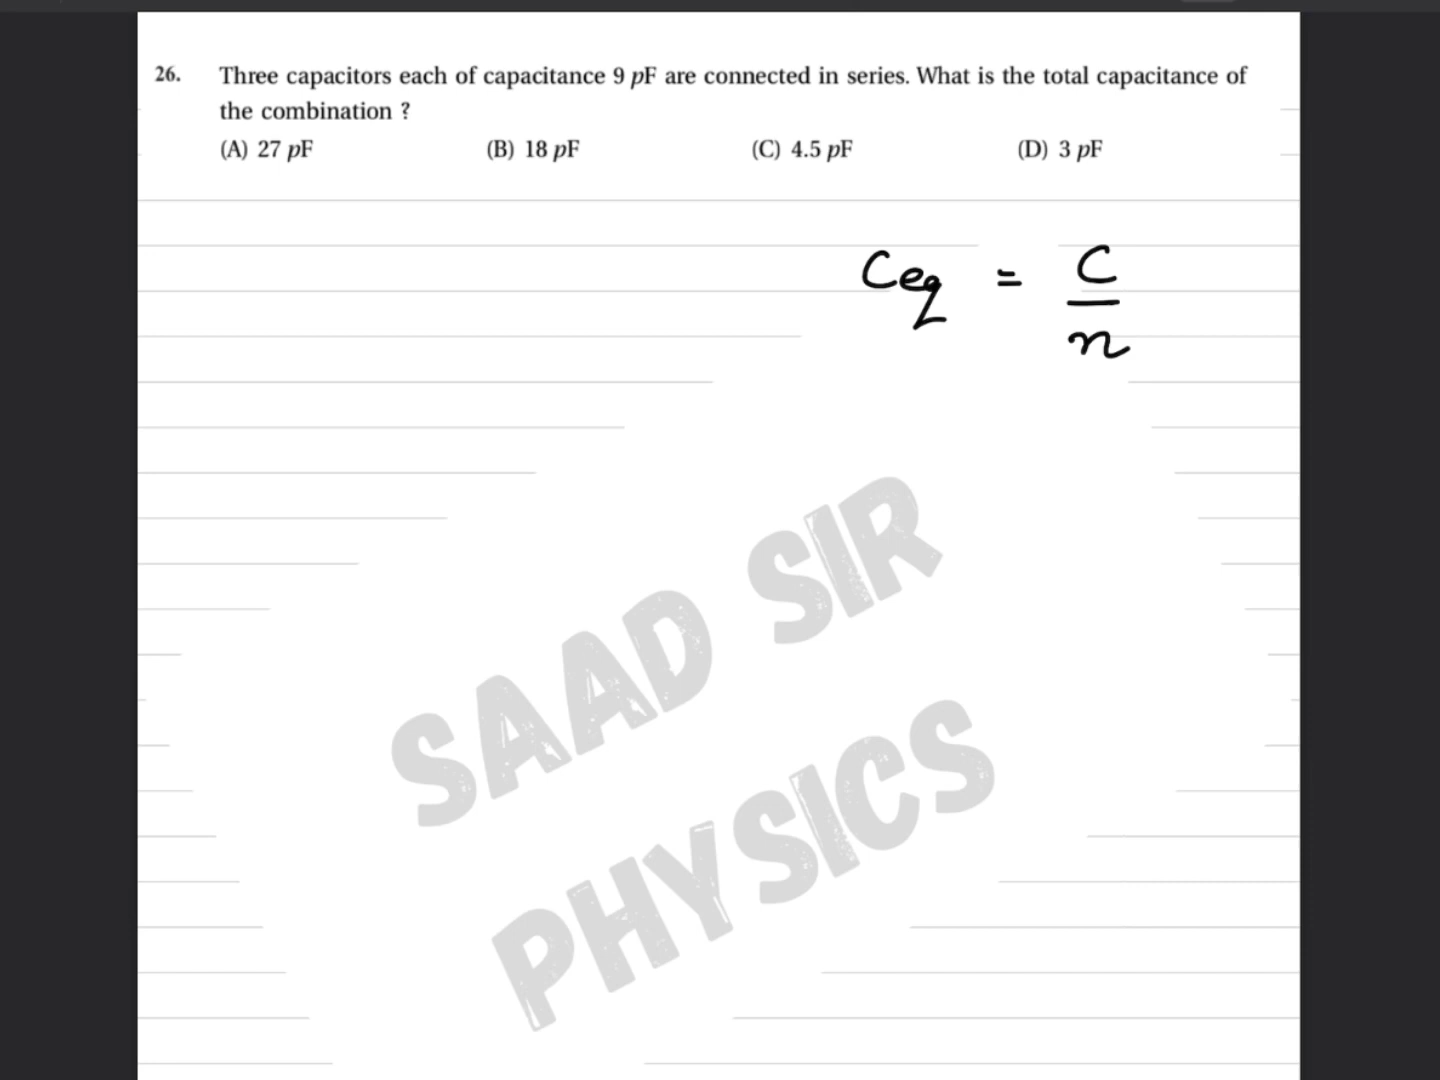 26. Three capacitors each of capacitance 9 pF are connected in series. What is the total capacitance of
the combination ?
(A) 27 pF (B) 18 pF (C) 4.5 pF (D) 3 pF
Ceq = C
n
SAAD SIR
PHYSICS